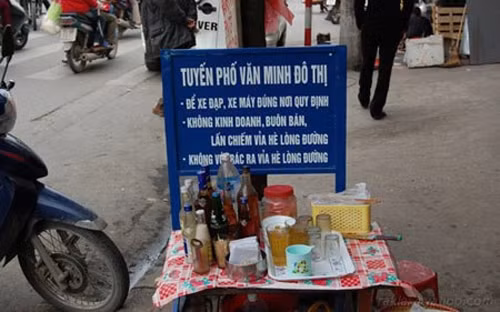 VER
TUYẾN PHỐ VĂN MINH ĐÔ THỊ
- ĐỂ XE ĐẠP, XE MÁY ĐÚNG NƠI QUY ĐỊNH
- KHÔNG KINH DOANH, BUÔN BÁN,
LẤN CHIẾM VỈA HÈ LÒNG ĐƯỜNG
- KHÔNG VỨT RÁC RA VỈA HÈ LÒNG ĐƯỜNG